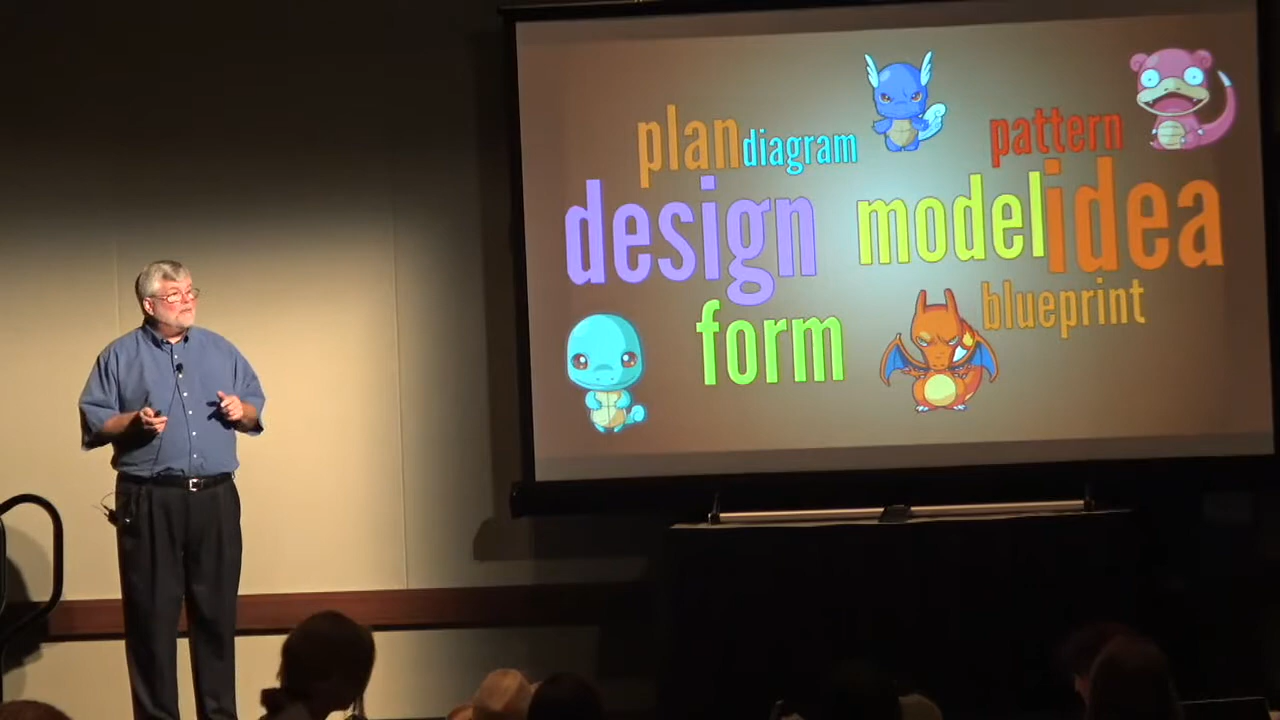 plan diagram pattern
design model idea
form blueprint